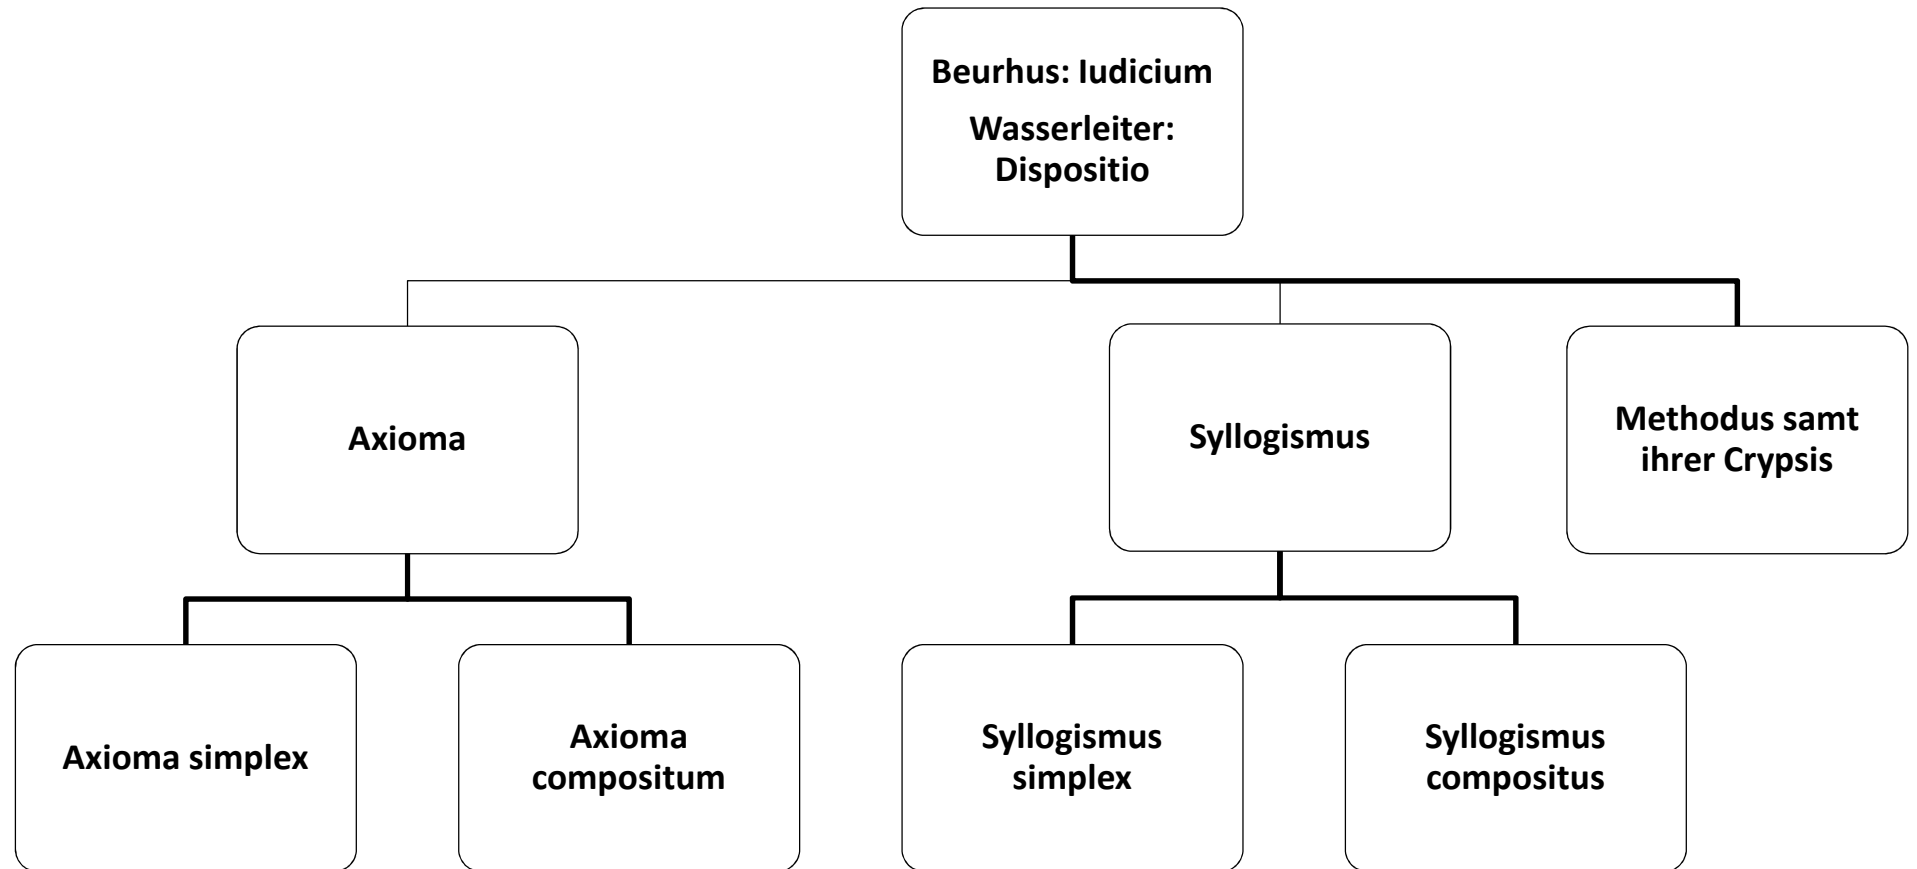 Beurhus: Iudicium
Wasserleiter:
Dispositio
Axioma
Syllogismus
Methodus samt
ihrer Crypsis
Axioma simplex
Axioma
compositum
Syllogismus
simplex
Syllogismus
compositus